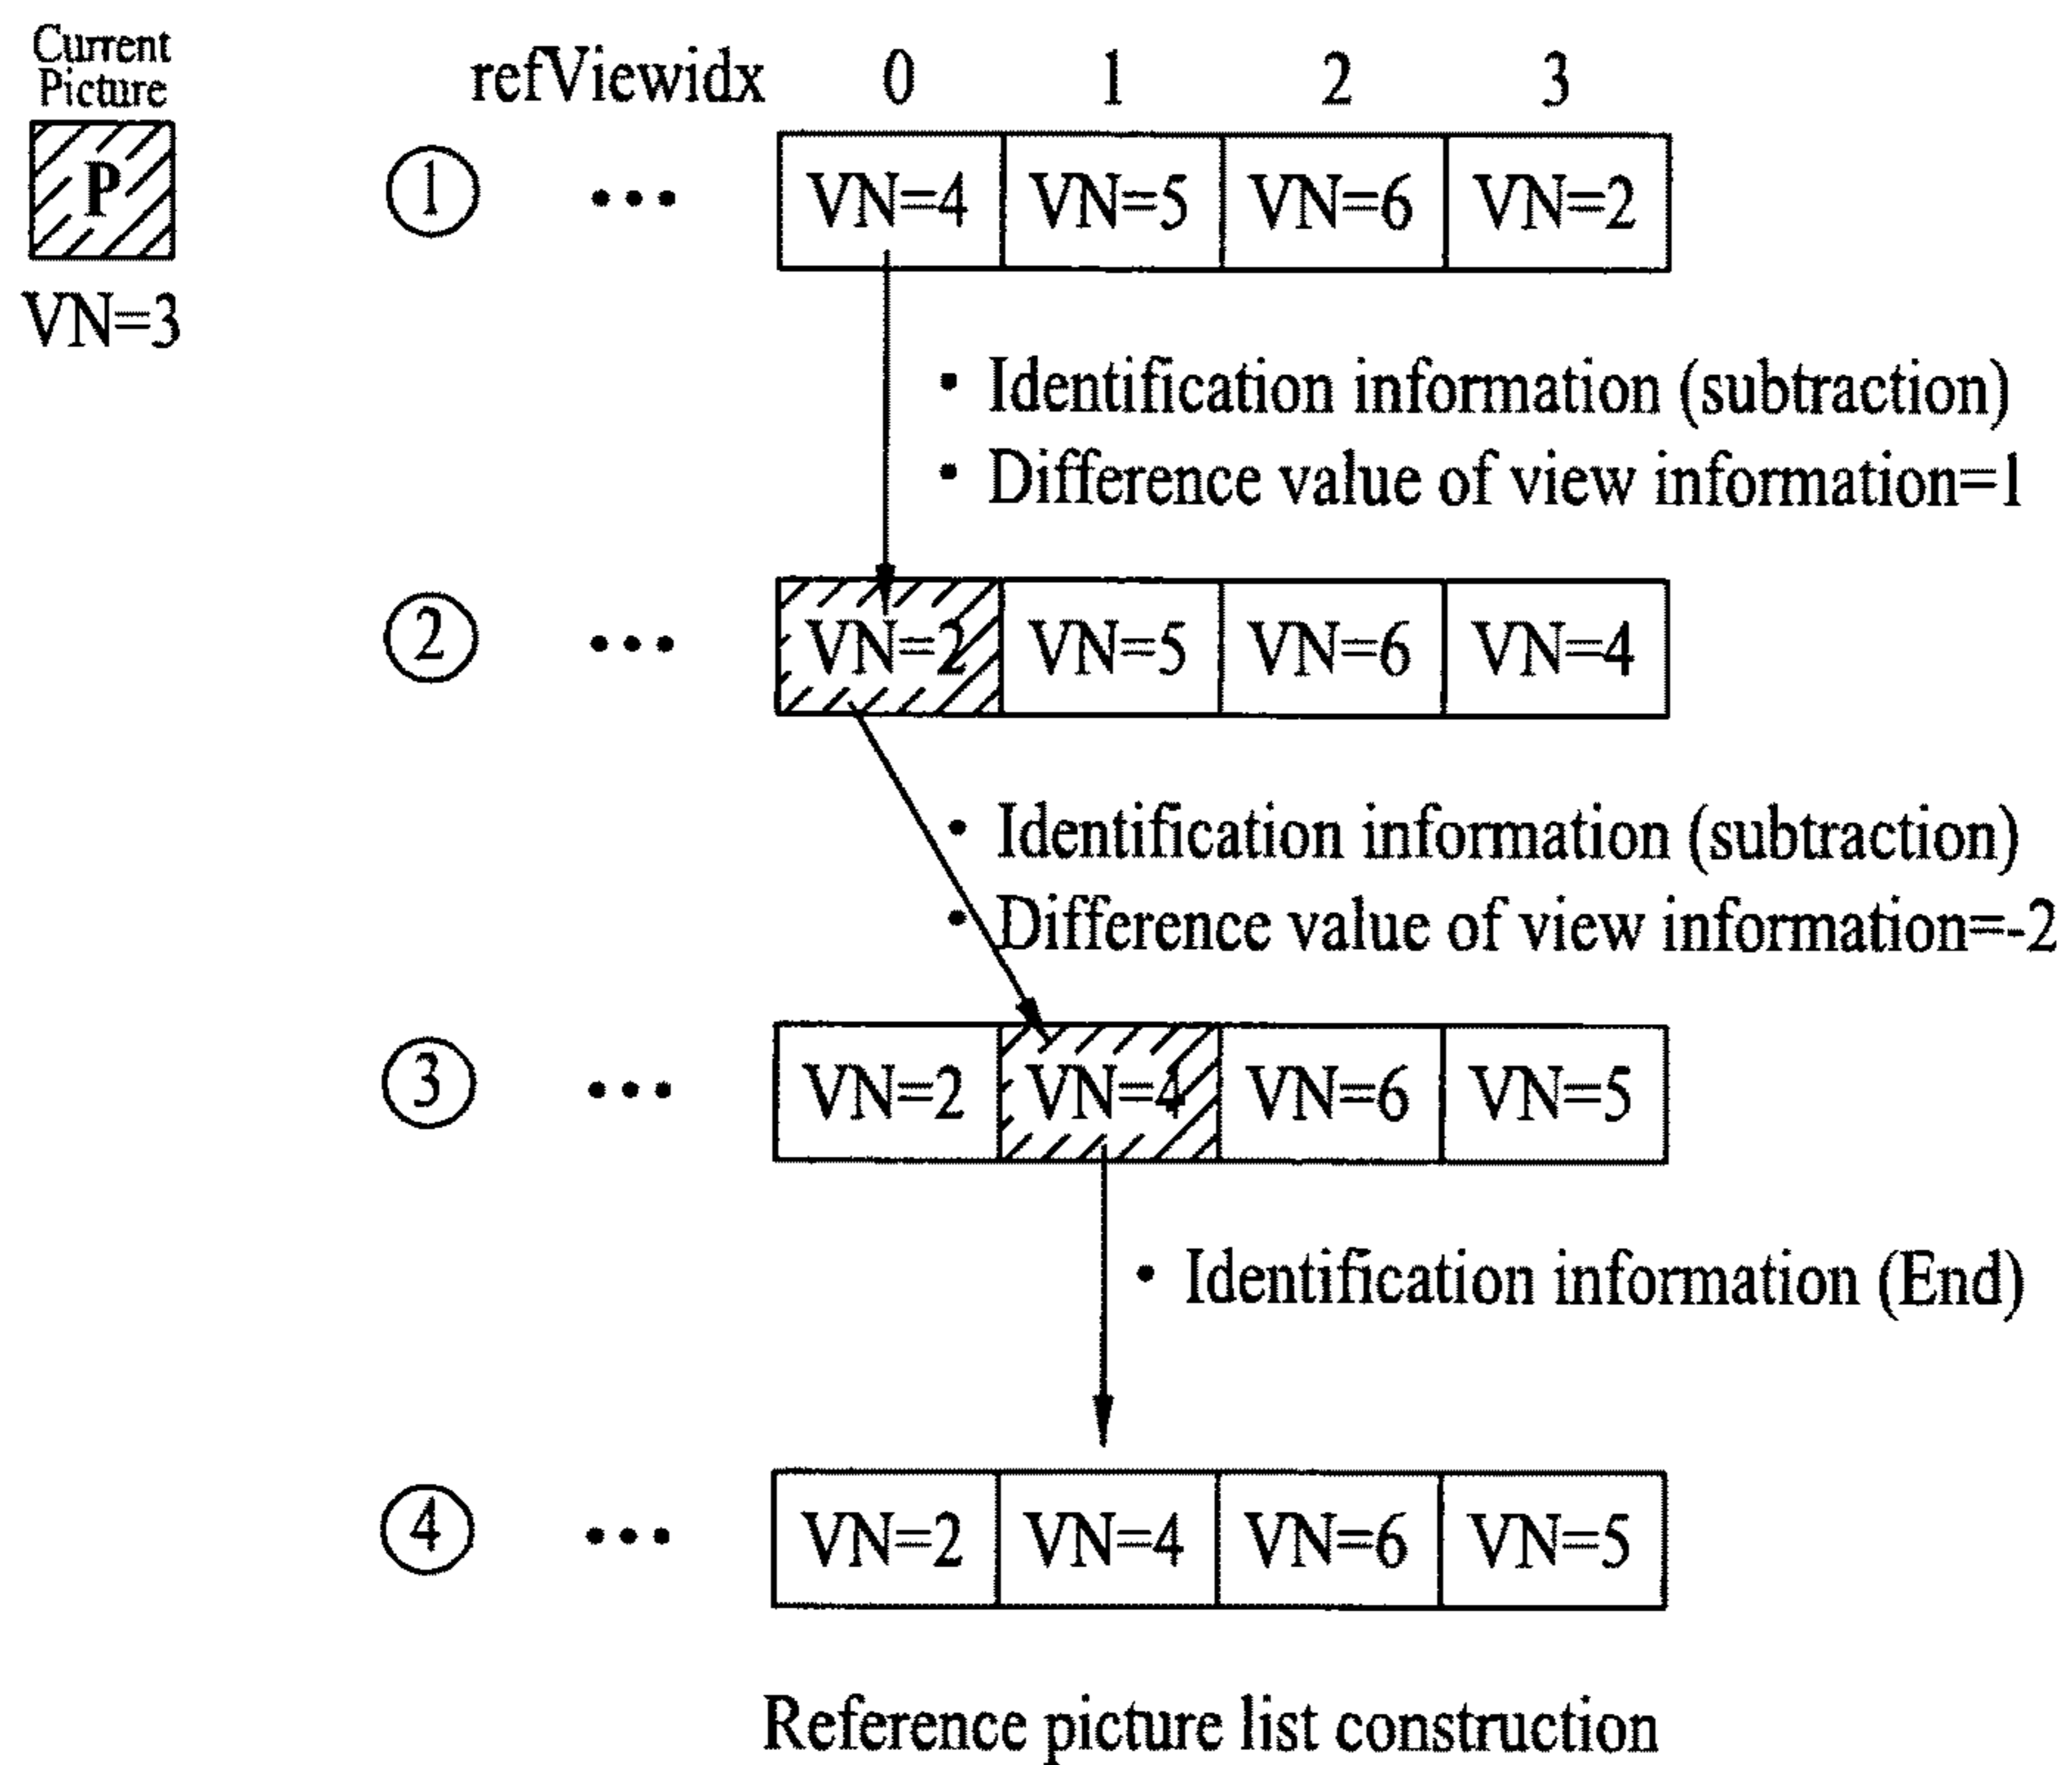 Current
Picture
P
VN=3
refViewidx 0 1 2 3
1 ••• VN=4 VN=5 VN=6 VN=2
• Identification information (subtraction)
• Difference value of view information=1
2 ••• VN=2 VN=5 VN=6 VN=4
• Identification information (subtraction)
• Difference value of view information=-2
3 ••• VN=2 VN=4 VN=6 VN=5
• Identification information (End)
4 ••• VN=2 VN=4 VN=6 VN=5
Reference picture list construction